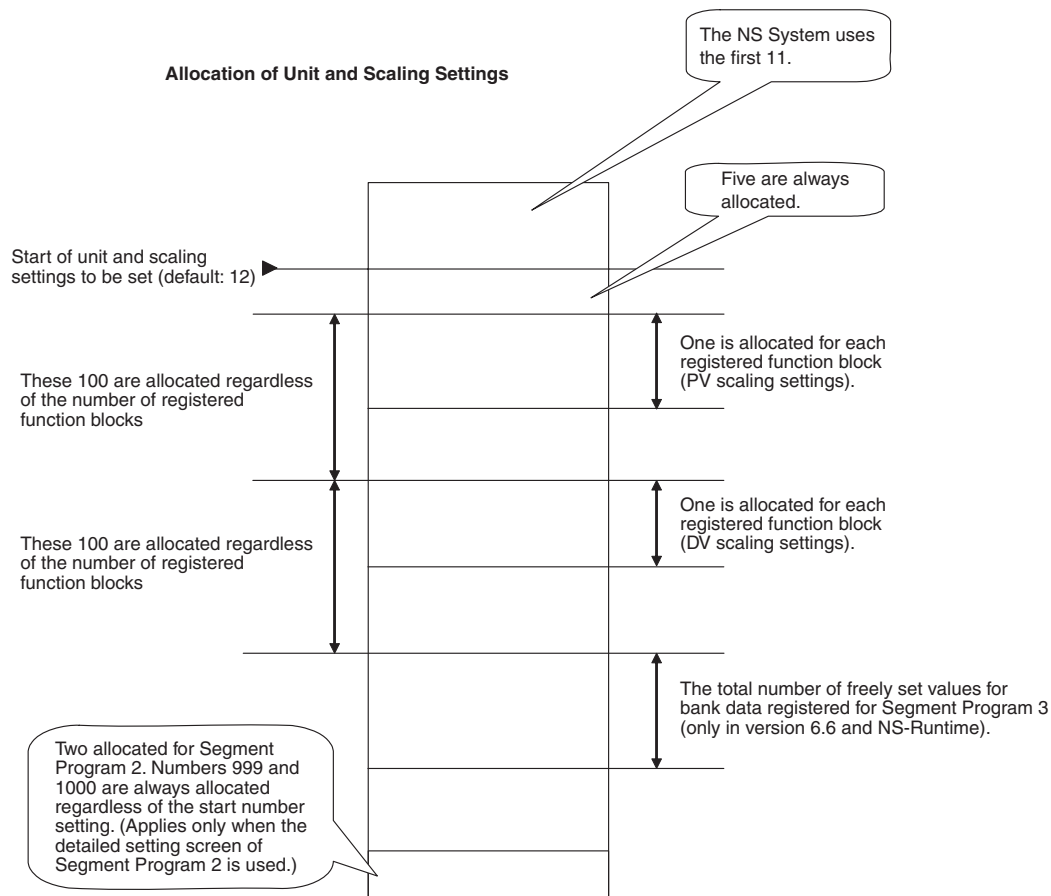 The NS System uses
the first 11.
Allocation of Unit and Scaling Settings
Five are always
allocated.
Start of unit and scaling
settings to be set (default: 12)
One is allocated for each
registered function block
(PV scaling settings).
These 100 are allocated regardless
of the number of registered
function blocks
One is allocated for each
registered function block
(DV scaling settings).
These 100 are allocated regardless
of the number of registered
function blocks
The total number of freely set values for
bank data registered for Segment Program 3
(only in version 6.6 and NS-Runtime).
Two allocated for Segment
Program 2. Numbers 999 and
1000 are always allocated
regardless of the start number
setting. (Applies only when the
detailed setting screen of
Segment Program 2 is used.)